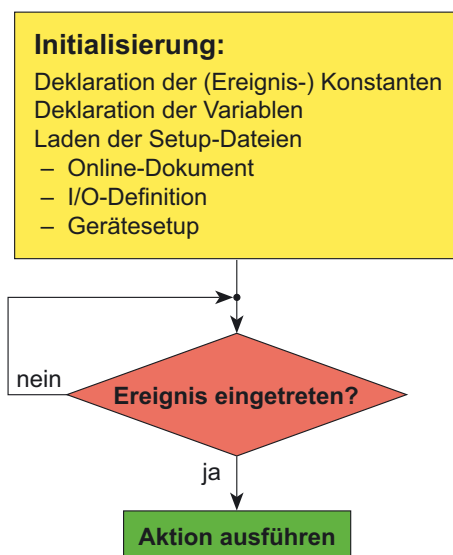 Initialisierung:
Deklaration der (Ereignis-) Konstanten
Deklaration der Variablen
Laden der Setup-Dateien
– Online-Dokument
– I/O-Definition
– Gerätesetup
nein
Ereignis eingetreten?
ja
Aktion ausführen